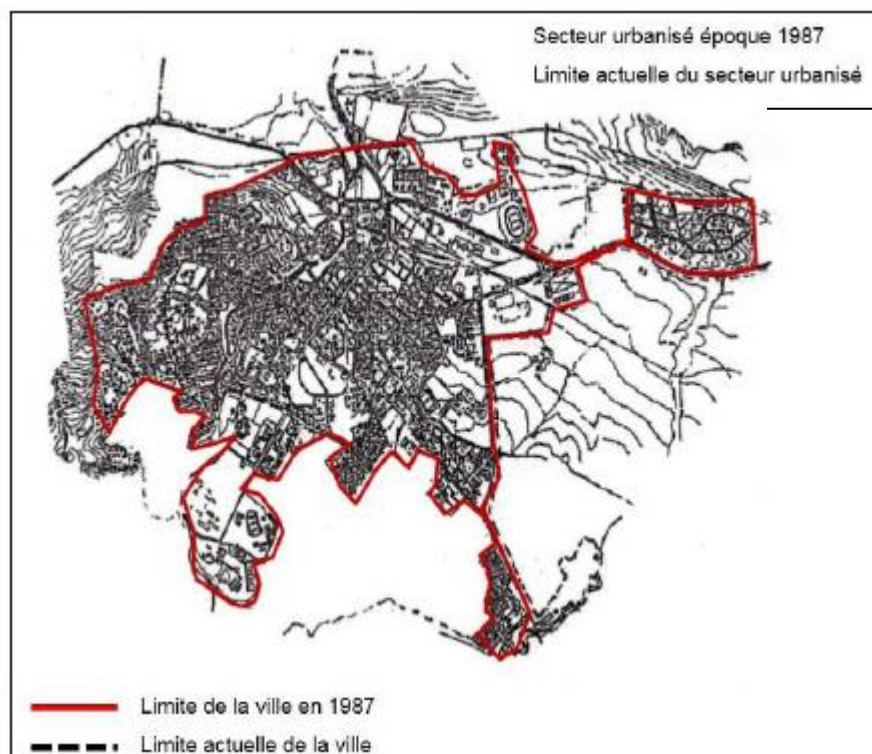 Secteur urbanisé époque 1987
Limite actuelle du secteur urbanisé
Limite de la ville en 1987
Limite actuelle de la ville